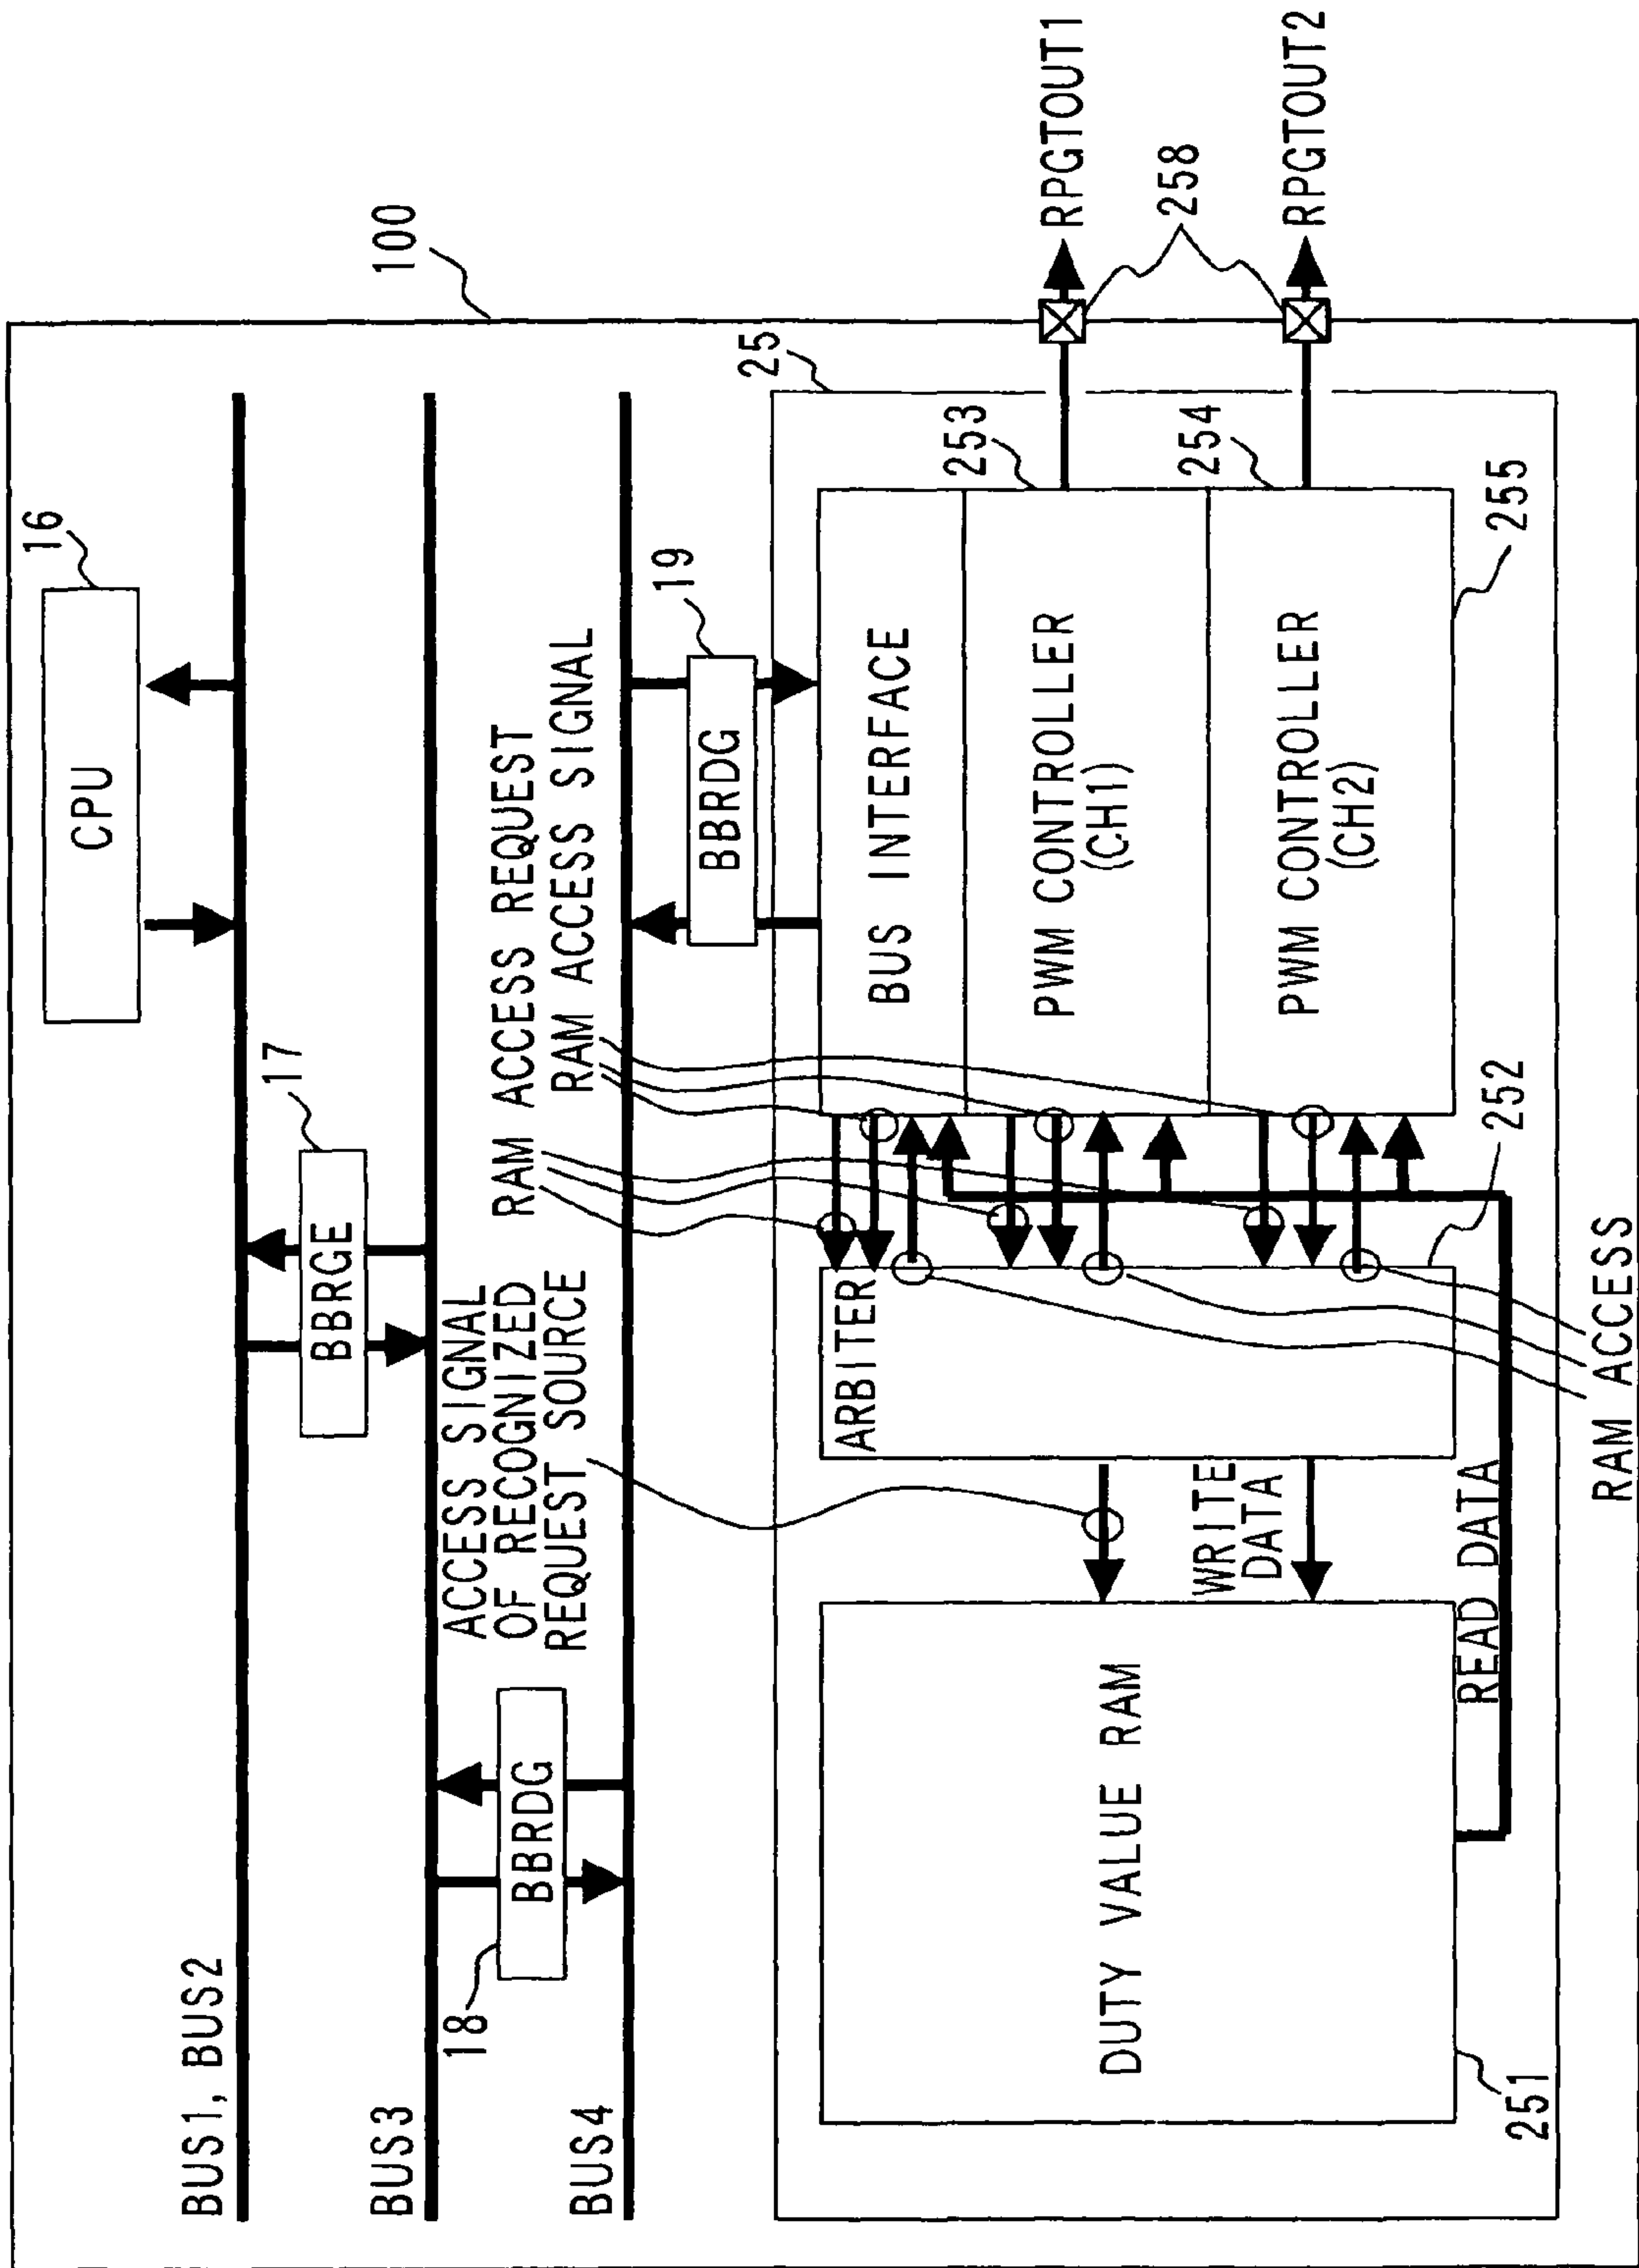 100
16
CPU
BUS1, BUS2
17
BBRGE
BUS3
18
BBRDG
ACCESS SIGNAL
OF RECOGNIZED
REQUEST SOURCE
RAM ACCESS REQUEST
RAM ACCESS SIGNAL
BUS4
19
BBRDG
25
BUS INTERFACE
253
PWM CONTROLLER
(CH1)
RPGTOUT1
258
254
PWM CONTROLLER
(CH2)
RPGTOUT2
255
ARBITER
252
WRITE
DATA
DUTY VALUE RAM
251
READ DATA
RAM ACCESS